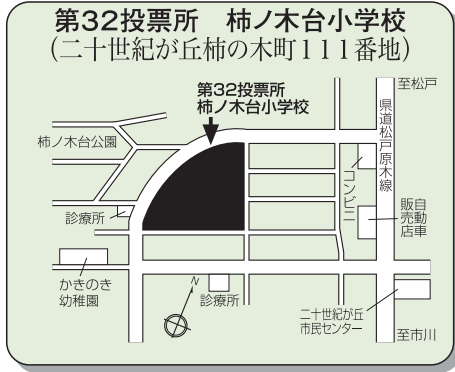 第32投票所　柿ノ木台小学校
（二十世紀が丘柿の木町１１１番地）
第32投票所
柿ノ木台小学校
至松戸
県道松戸原木線
柿ノ木台公園
コンビニ
診療所
自動車
販売店
かきのき
幼稚園
N
診療所
二十世紀が丘
市民センター
至市川